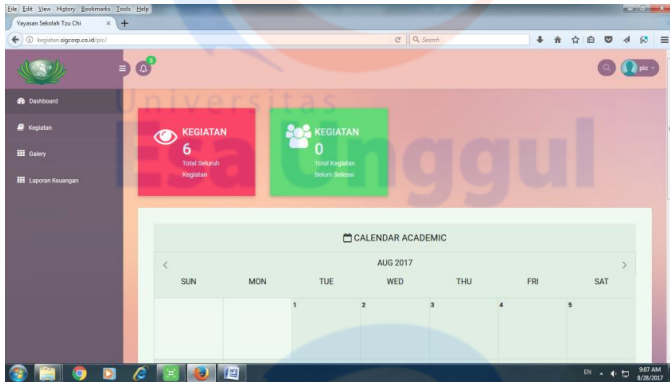 File Edit View History Bookmarks Tools Help
Yayasan Sekolah Tzu Chi
kegiatan.sigcorp.co.id/pic/
Search
pic
Dashboard
Kegiatan
Galery
Laporan Keuangan
Universitas
Esa Unggul
KEGIATAN
6
Total Seluruh
Kegiatan
KEGIATAN
0
Total Kegiatan
Belum Selesai
CALENDAR ACADEMIC
AUG 2017
SUN MON TUE WED THU FRI SAT
1 2 3 4 5
EN
9:07 AM
8/28/2017